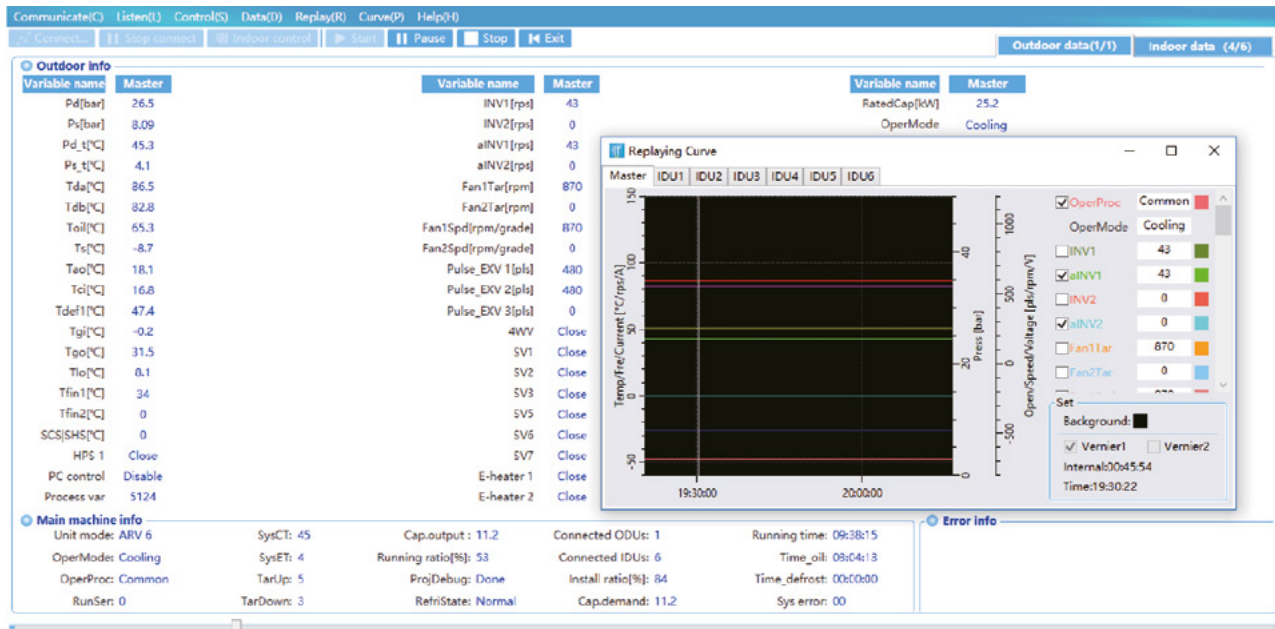 Communicate(C) Listen(L) Control(S) Data(D) Replay(R) Curve(P) Help(H)
Connect... Stop connect Indoor control Start Pause Stop Exit
Outdoor data(1/1) Indoor data (4/6)
Outdoor info
Variable name Master Variable name Master Variable name Master
Pd[bar] 26.5 INV1[rps] 43 RatedCap[kW] 25.2
Ps[bar] 8.09 INV2[rps] 0 OperMode Cooling
Pd_t[℃] 45.3 aINV1[rps] 43
Ps_t[℃] 4.1 aINV2[rps] 0
Tda[℃] 86.5 Fan1Tar[rpm] 870
Tdb[℃] 82.8 Fan2Tar[rpm] 0
Toil[℃] 65.3 Fan1Spd[rpm/grade] 870
Ts[℃] -8.7 Fan2Spd[rpm/grade] 0
Tao[℃] 18.1 Pulse_EXV 1[pls] 480
Tci[℃] 16.8 Pulse_EXV 2[pls] 480
Tdef1[℃] 47.4 Pulse_EXV 3[pls] 0
Tgi[℃] -0.2 4WV Close
Tgo[℃] 31.5 SV1 Close
Tlo[℃] 8.1 SV2 Close
Tfin1[℃] 34 SV3 Close
Tfin2[℃] 0 SV5 Close
SCS|SHS[℃] 0 SV6 Close
HPS 1 Close SV7 Close
PC control Disable E-heater 1 Close
Process var 5124 E-heater 2 Close
Replaying Curve
Master IDU1 IDU2 IDU3 IDU4 IDU5 IDU6
Temp/Fre/Current [℃/rps/A]
150
100
50
0
-50
Press [bar]
40
20
0
Open/Speed/Voltage [pls/rpm/V]
1000
500
0
-500
19:30:00 20:00:00
OperProc Common
OperMode Cooling
INV1 43
aINV1 43
INV2 0
aINV2 0
Fan1Tar 870
Fan2Tar 0
Set
Background:
Vernier1 Vernier2
Internal:00:45:54
Time:19:30:22
Main machine info
Unit mode: ARV 6 SysCT: 45 Cap.output : 11.2 Connected ODUs: 1 Running time: 09:38:15
OperMode: Cooling SysET: 4 Running ratio[%]: 53 Connected IDUs: 6 Time_oil: 03:04:13
OperProc: Common TarUp: 5 ProjDebug: Done Install ratio[%]: 84 Time_defrost: 00:00:00
RunSer: 0 TarDown: 3 RefriState: Normal Cap.demand: 11.2 Sys error: 00
Error info